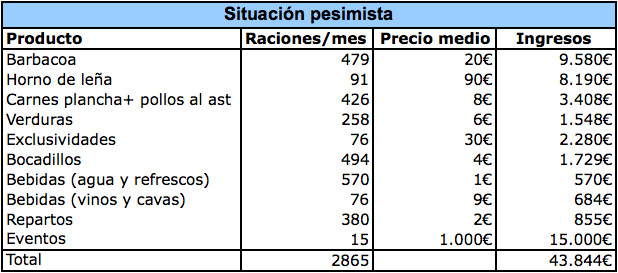 Situación pesimista
Producto Raciones/mes Precio medio Ingresos
Barbacoa 479 20€ 9.580€
Horno de leña 91 90€ 8.190€
Carnes plancha+ pollos al ast 426 8€ 3.408€
Verduras 258 6€ 1.548€
Exclusividades 76 30€ 2.280€
Bocadillos 494 4€ 1.729€
Bebidas (agua y refrescos) 570 1€ 570€
Bebidas (vinos y cavas) 76 9€ 684€
Repartos 380 2€ 855€
Eventos 15 1.000€ 15.000€
Total 2865 43.844€